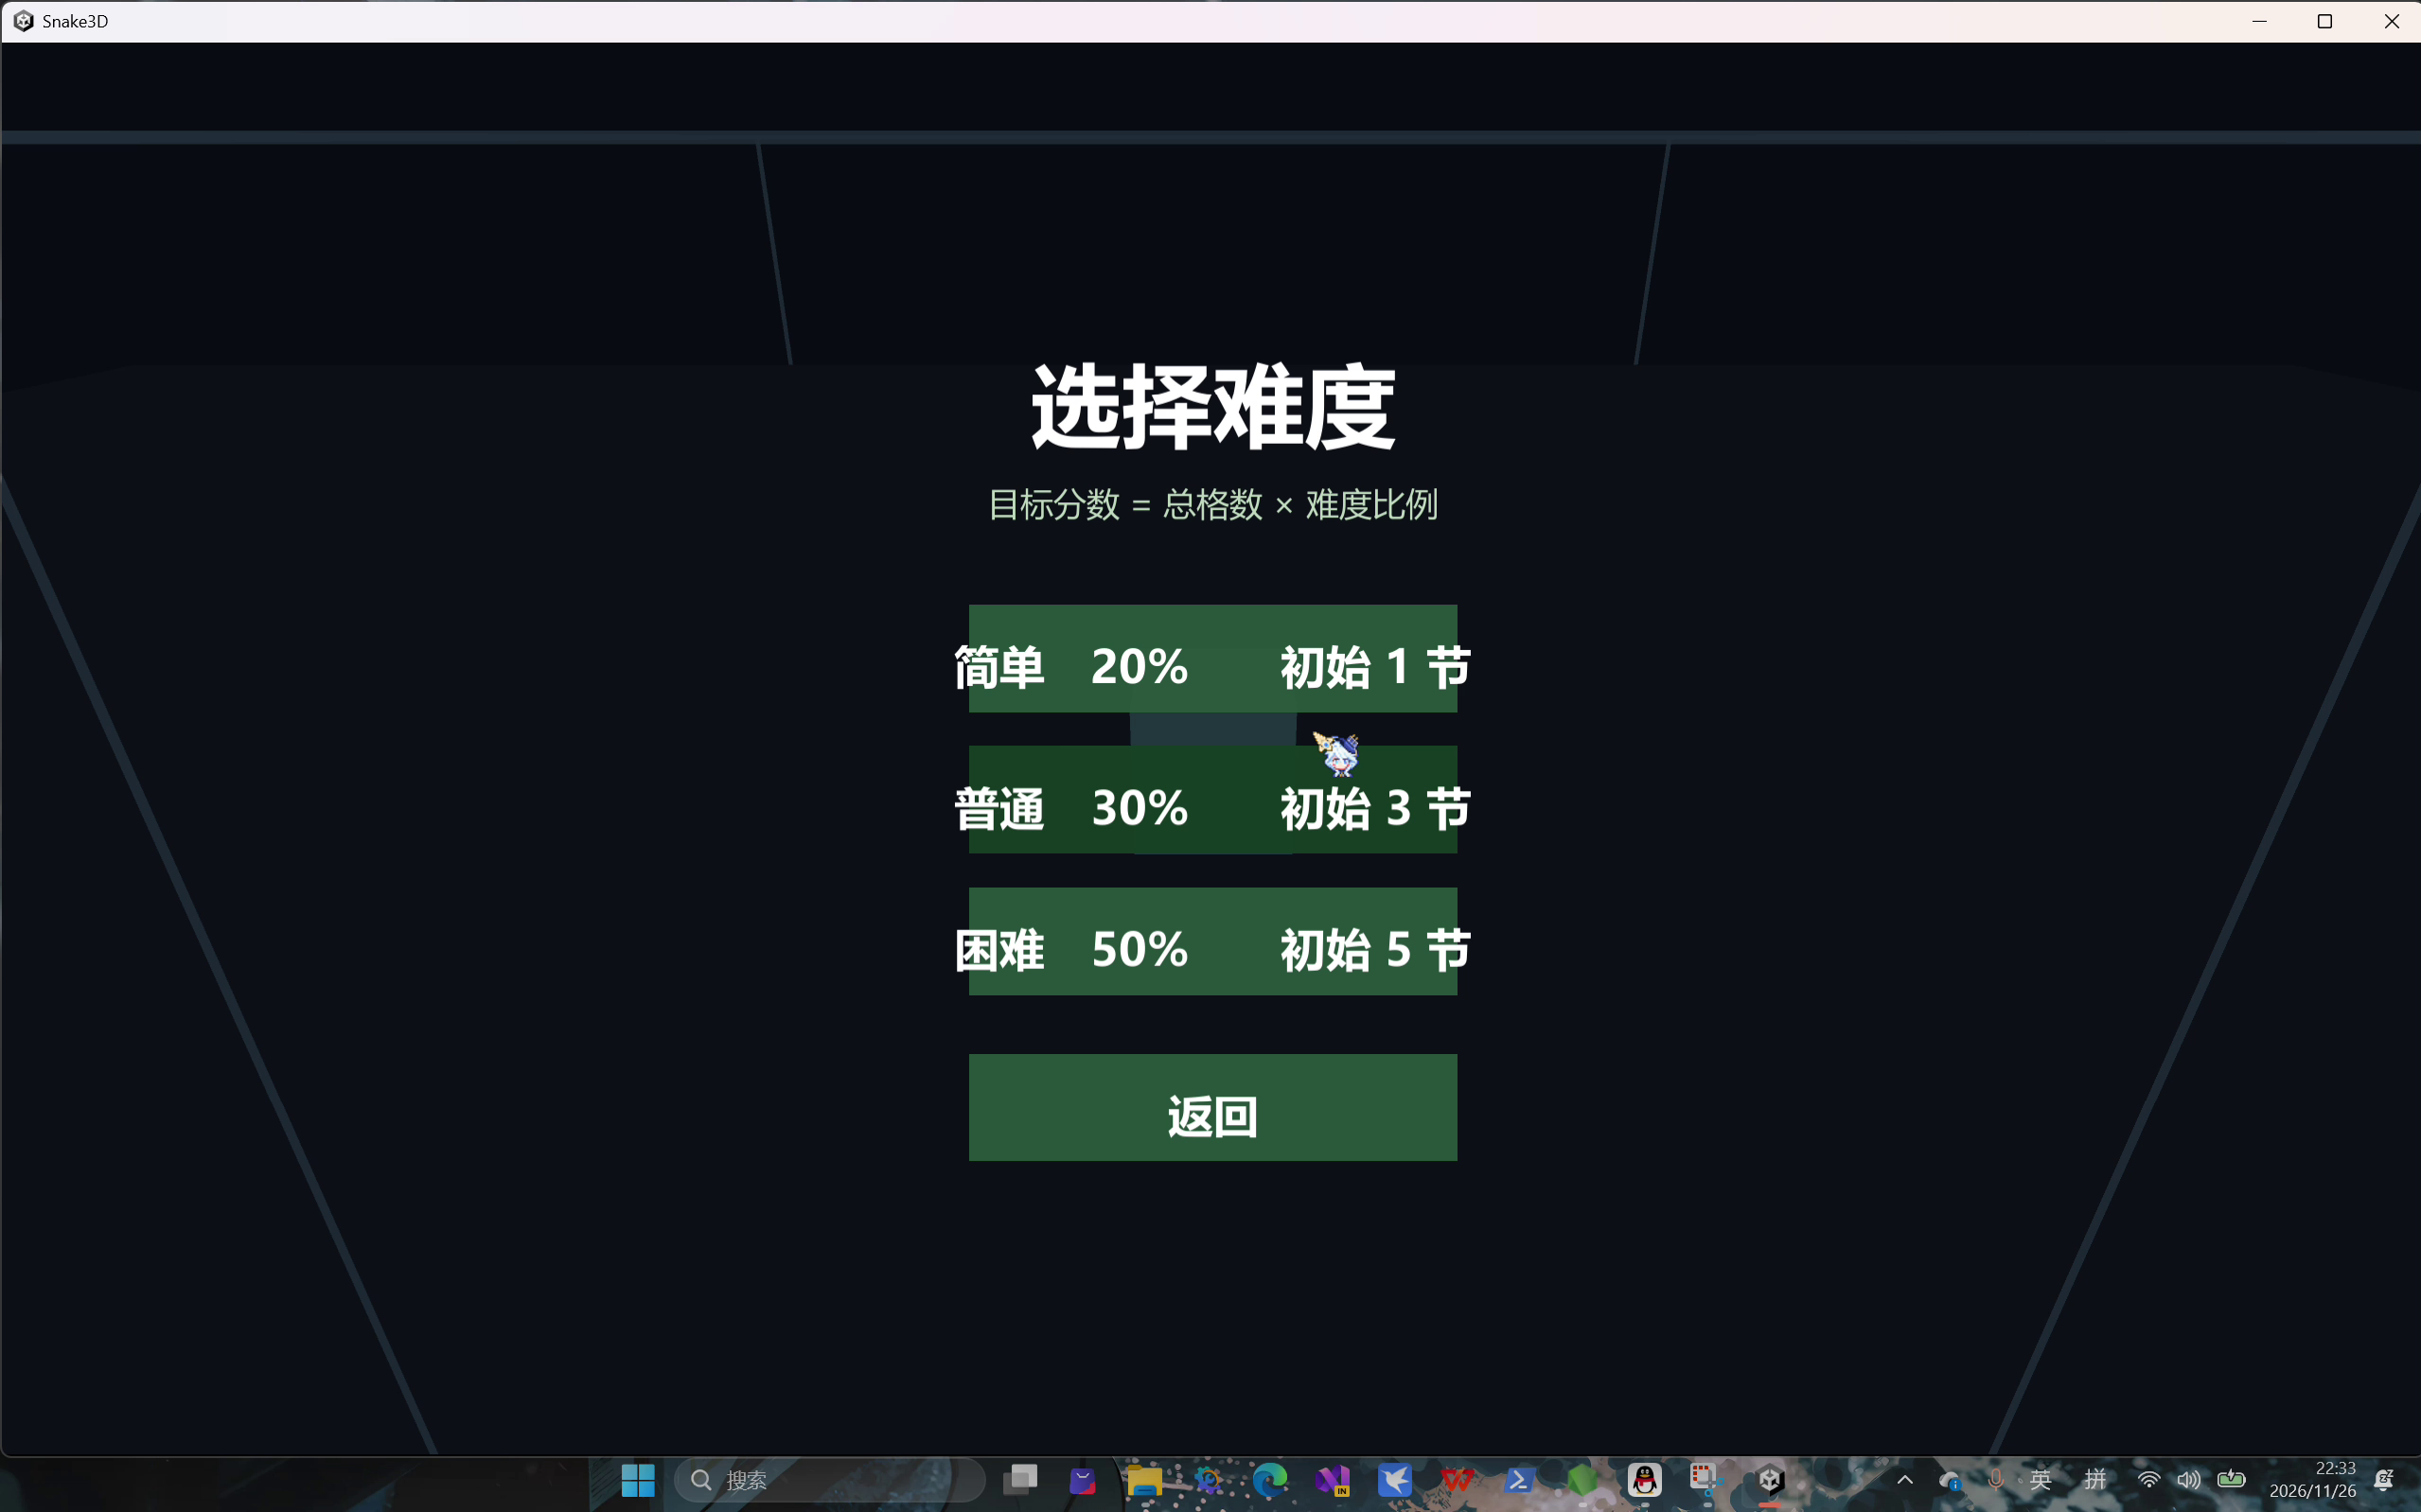 Snake3D
选择难度
目标分数 = 总格数 × 难度比例
简单 20% 初始 1 节
普通 30% 初始 3 节
困难 50% 初始 5 节
返回
搜索
IN
英
拼
22:33
2026/11/26